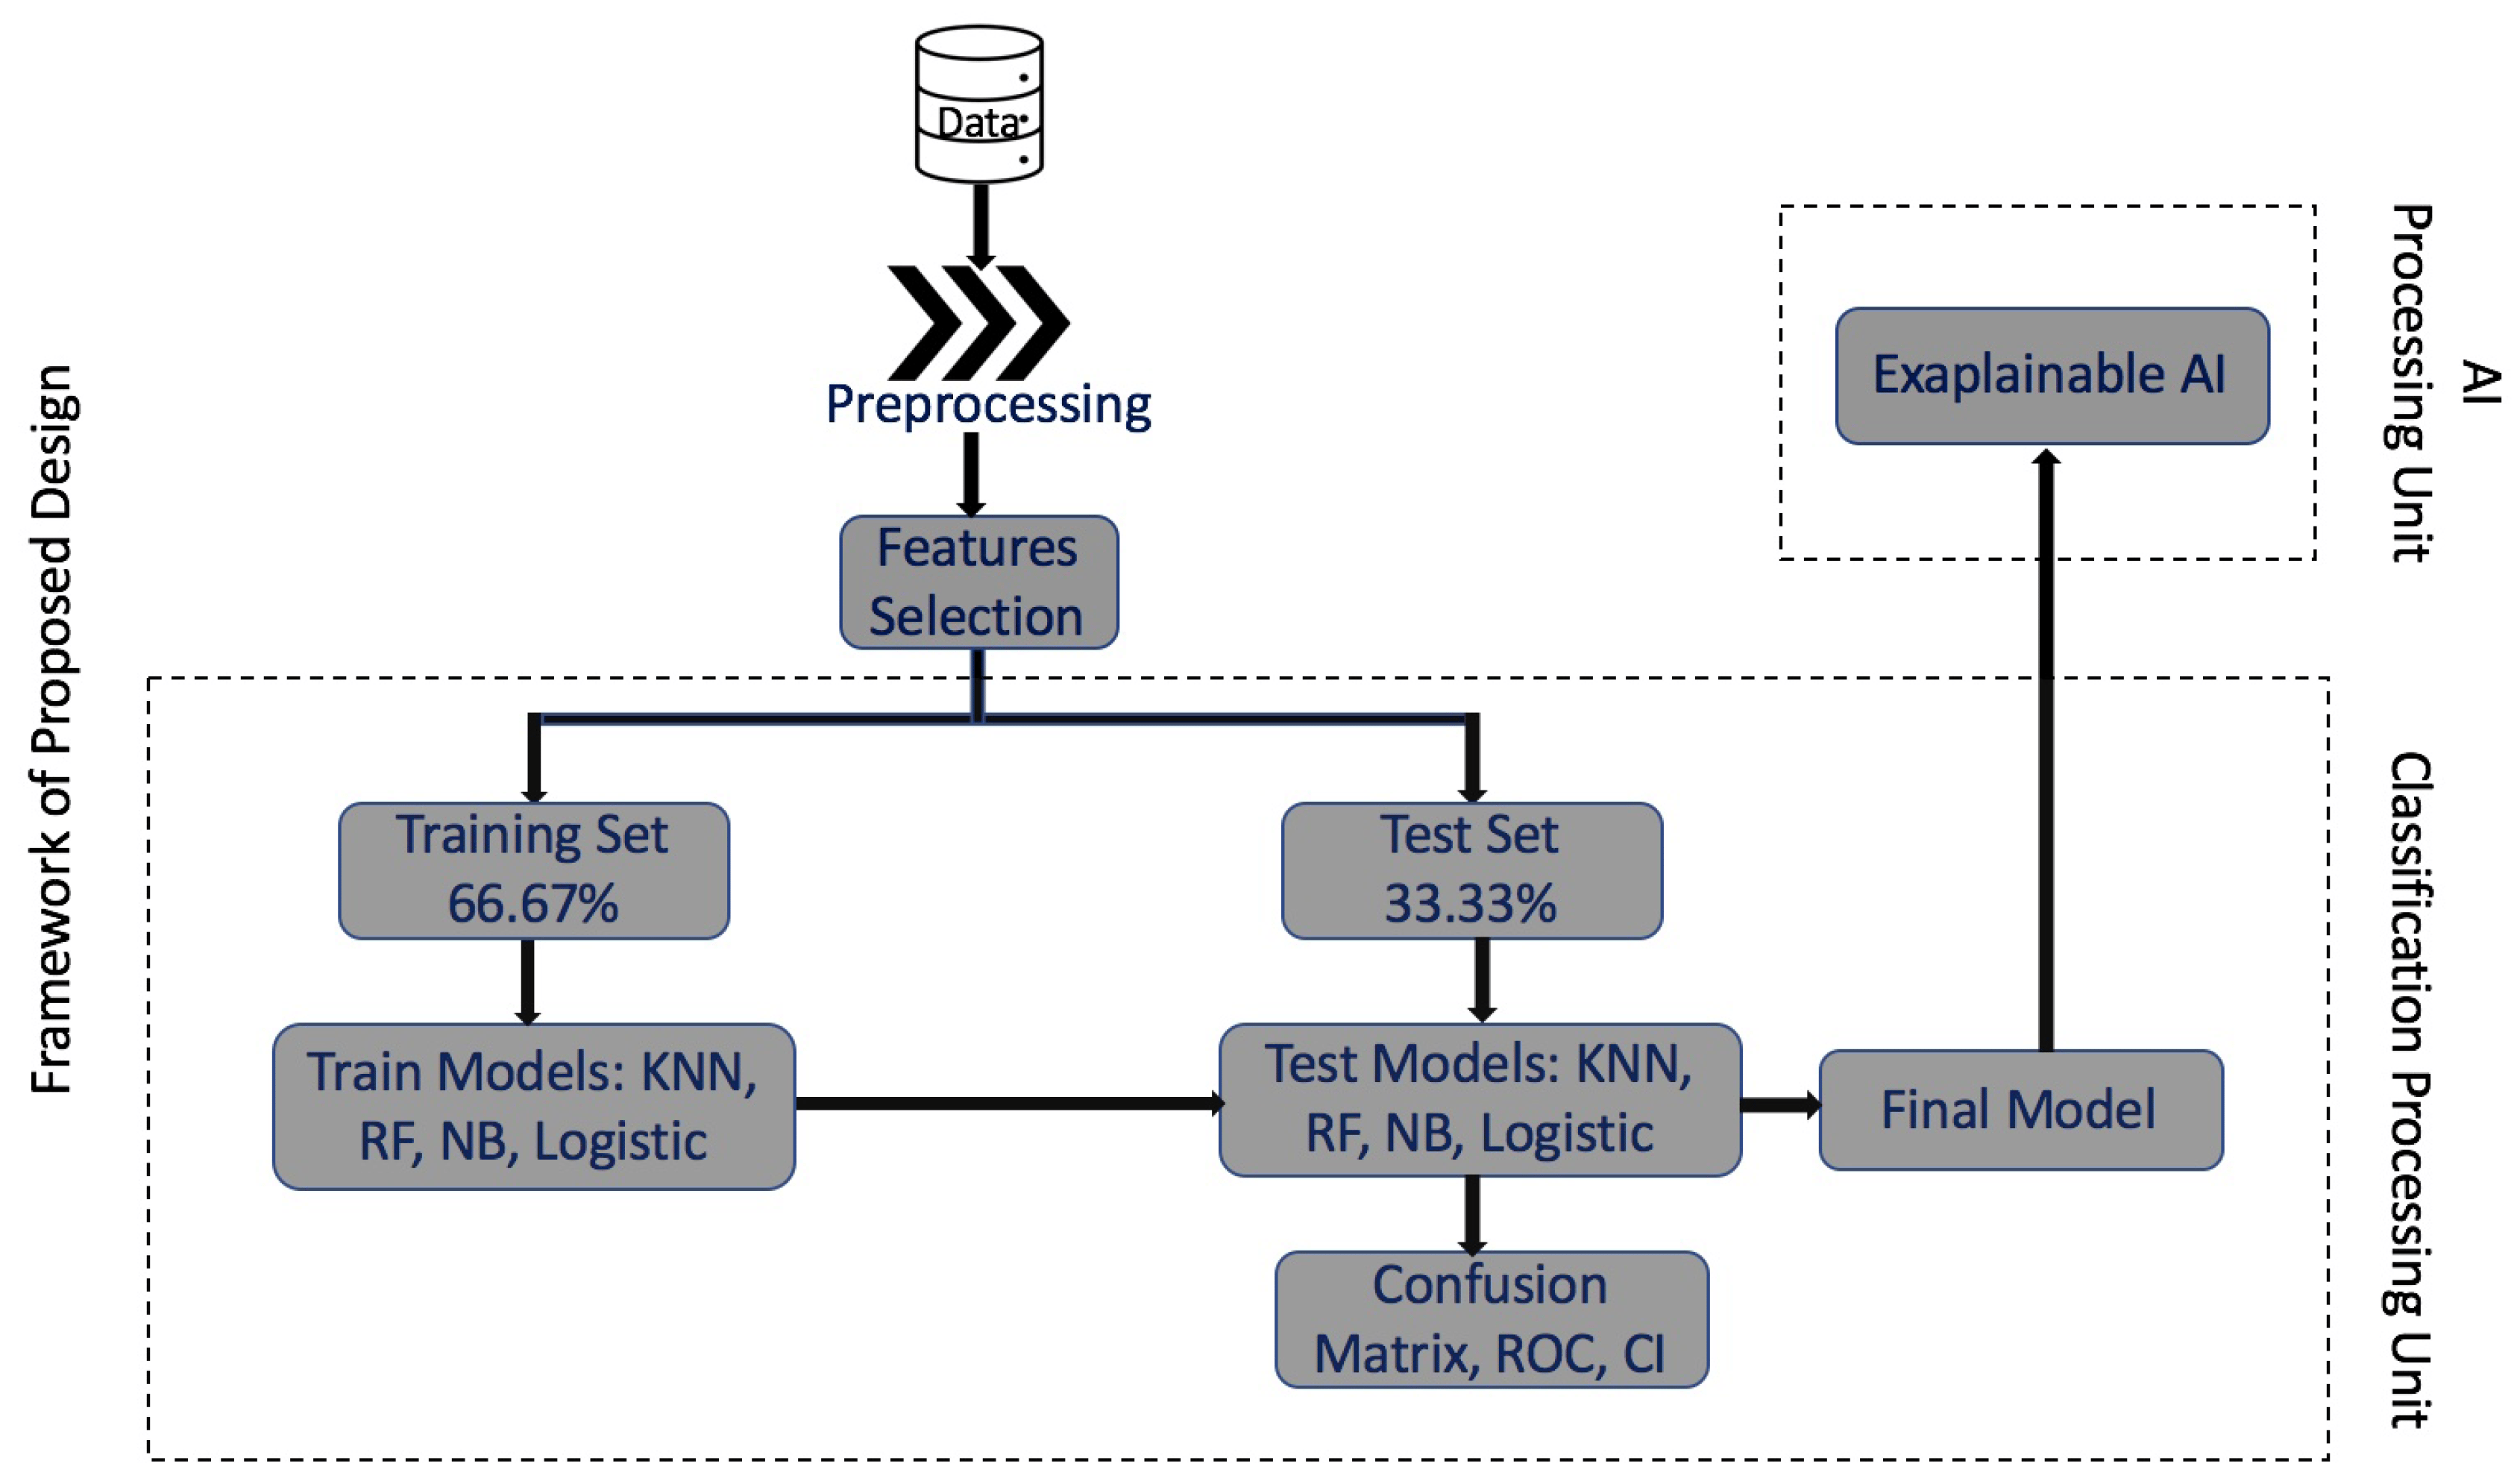 Data
Preprocessing
Features
Selection
Framework of Proposed Design
Exaplainable AI
AI
Processing Unit
Training Set
66.67%
Test Set
33.33%
Train Models: KNN,
RF, NB, Logistic
Test Models: KNN,
RF, NB, Logistic
Final Model
Confusion
Matrix, ROC, CI
Classification Processing Unit